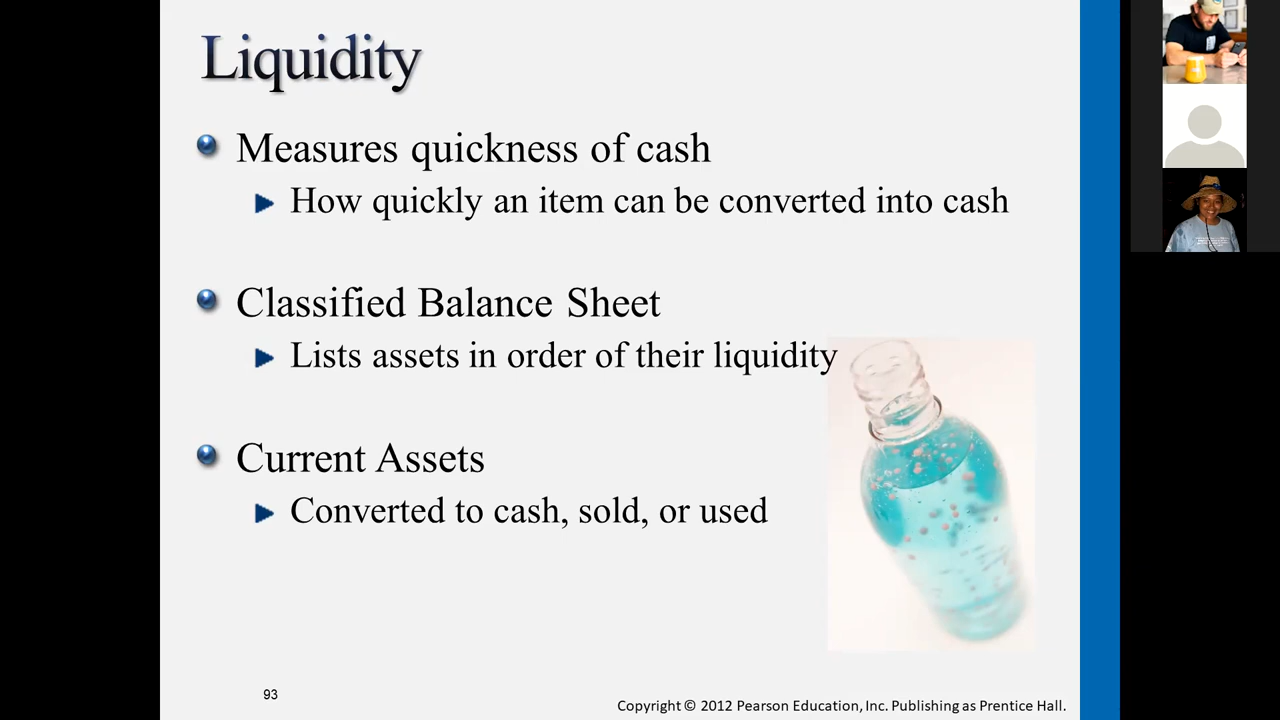 Liquidity
Measures quickness of cash
How quickly an item can be converted into cash
Classified Balance Sheet
Lists assets in order of their liquidity
Current Assets
Converted to cash, sold, or used
93
Copyright © 2012 Pearson Education, Inc. Publishing as Prentice Hall.